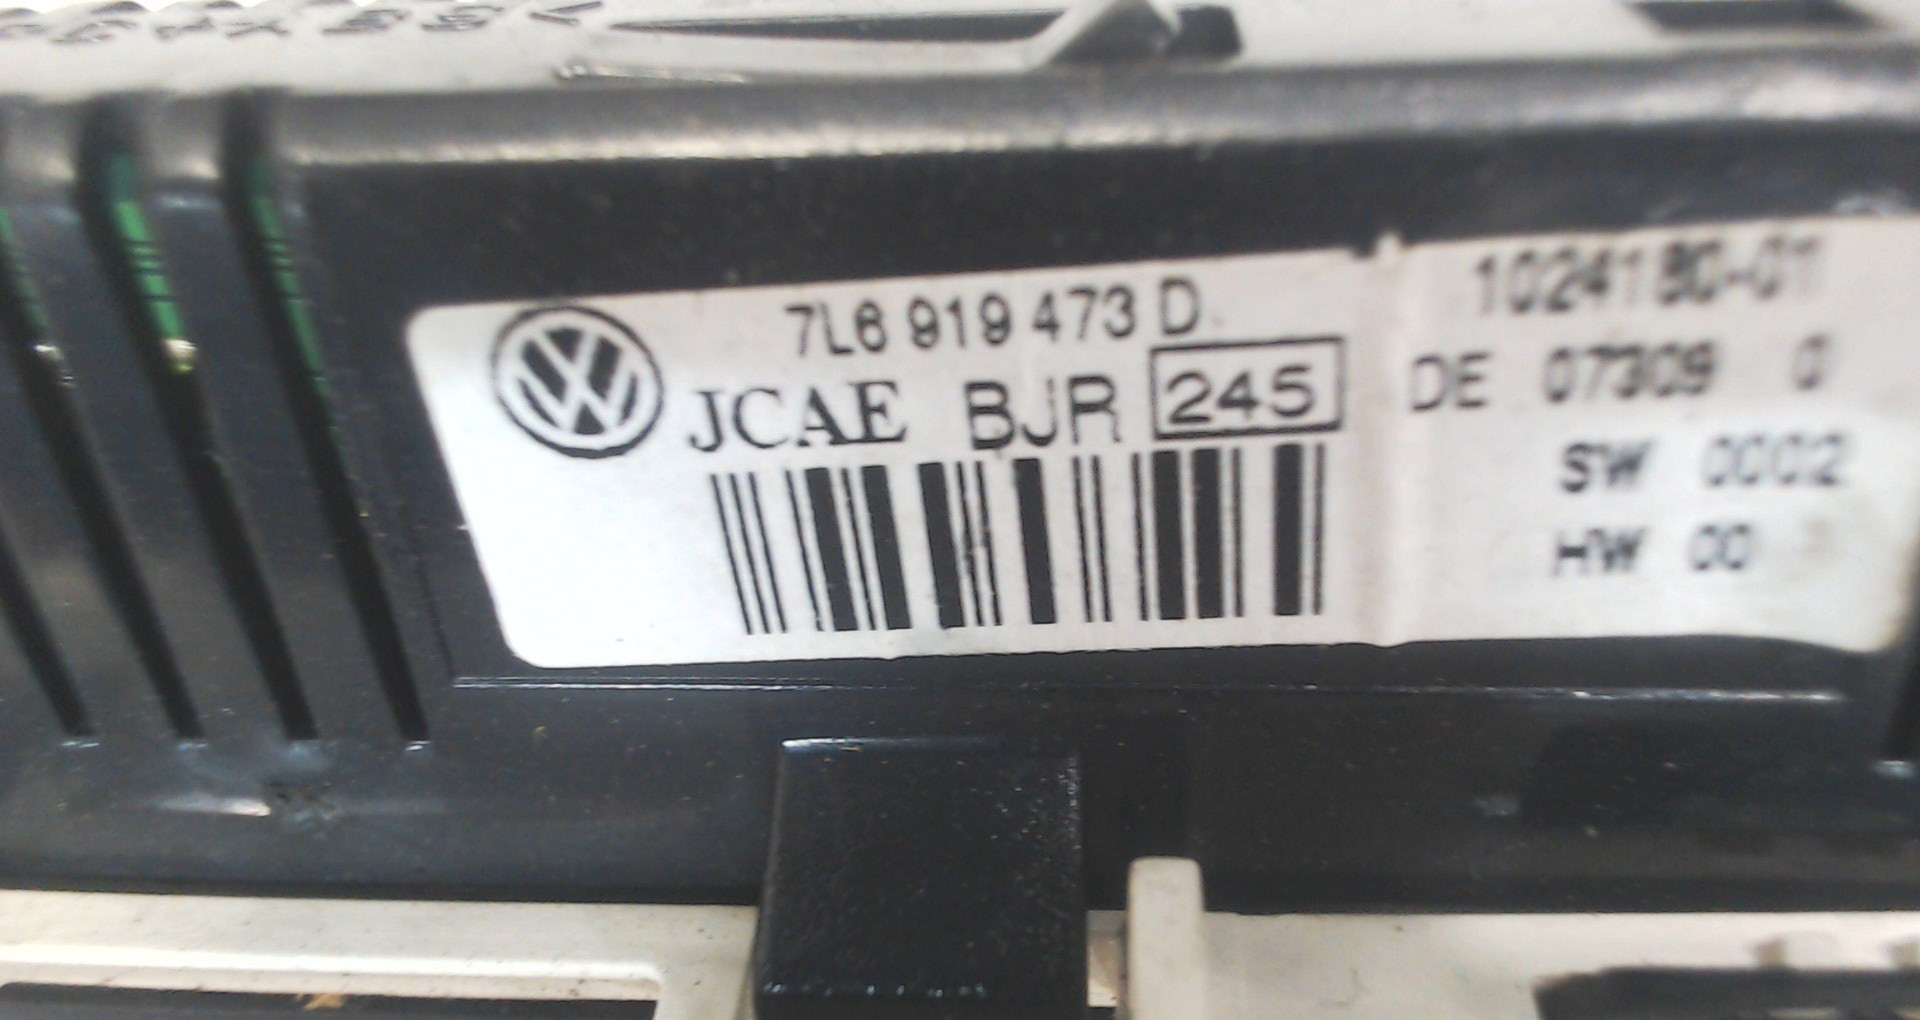 7L6 919 473 D
JCAE BJR 245
1024180-01
DE 07309 0
SW 0002
HW 00